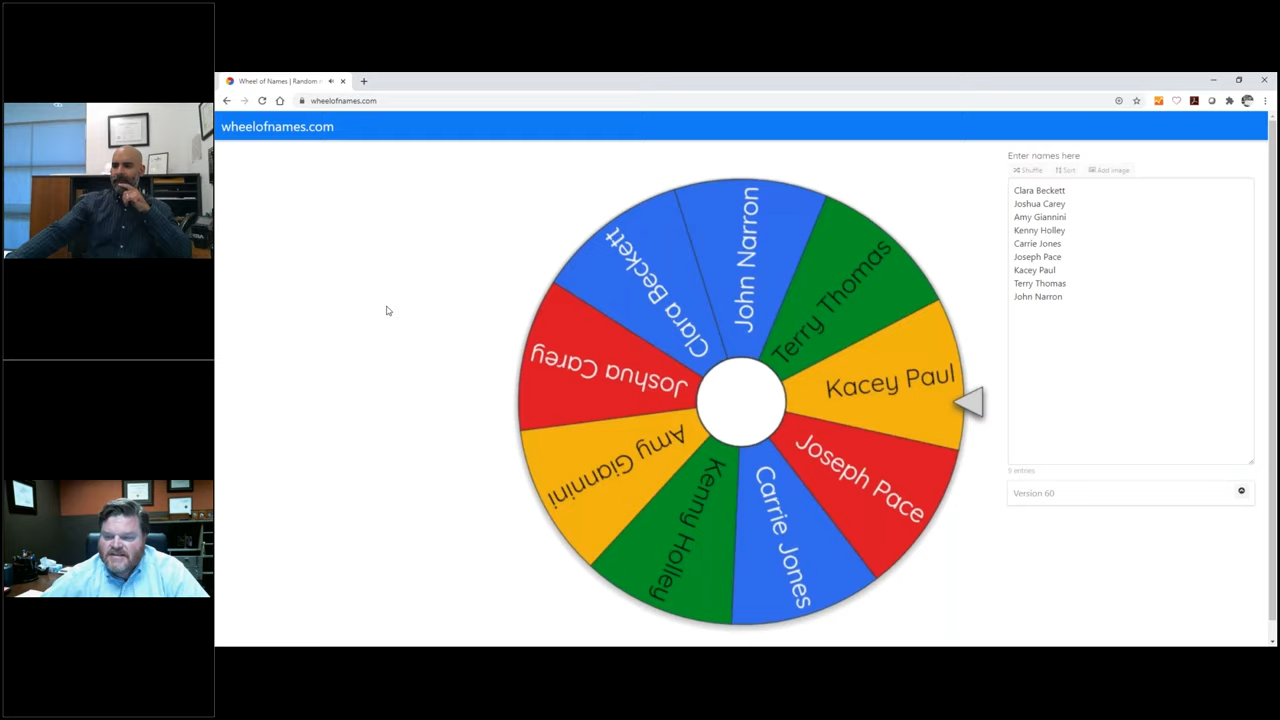 Wheel of Names | Random
wheelofnames.com
wheelofnames.com
Enter names here
Shuffle Sort Add image
Clara Beckett
Joshua Carey
Amy Giannini
Kenny Holley
Carrie Jones
Joseph Pace
Kacey Paul
Terry Thomas
John Narron
9 entries
Version 60
John Narron
Terry Thomas
Kacey Paul
Joseph Pace
Carrie Jones
Kenny Holley
Amy Giannini
Joshua Carey
Clara Beckett